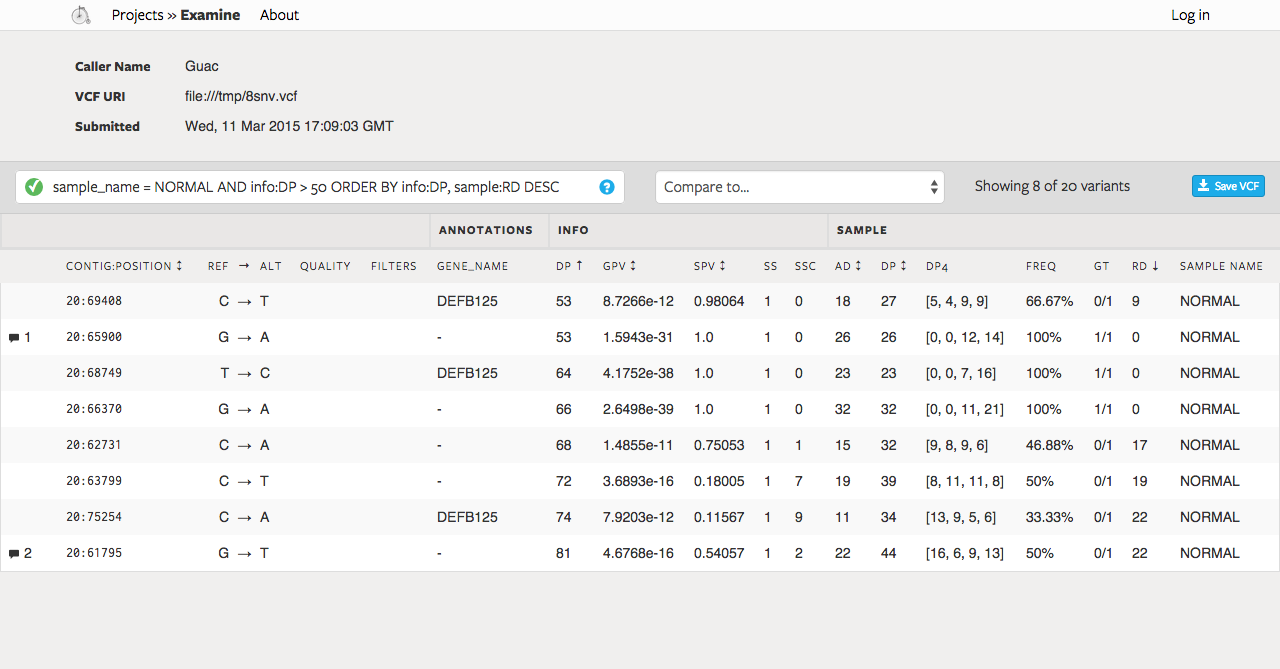 Projects » Examine About Log in
Caller Name Guac
VCF URI file:///tmp/8snv.vcf
Submitted Wed, 11 Mar 2015 17:09:03 GMT
sample_name = NORMAL AND info:DP > 50 ORDER BY info:DP, sample:RD DESC ? Compare to... Showing 8 of 20 variants Save VCF
ANNOTATIONS INFO SAMPLE
CONTIG:POSITION ↕ REF → ALT QUALITY FILTERS GENE_NAME DP ↑ GPV ↕ SPV ↕ SS SSC AD ↕ DP ↕ DP4 FREQ GT RD ↓ SAMPLE NAME
20:69408 C → T DEFB125 53 8.7266e-12 0.98064 1 0 18 27 [5, 4, 9, 9] 66.67% 0/1 9 NORMAL
1 20:65900 G → A - 53 1.5943e-31 1.0 1 0 26 26 [0, 0, 12, 14] 100% 1/1 0 NORMAL
20:68749 T → C DEFB125 64 4.1752e-38 1.0 1 0 23 23 [0, 0, 7, 16] 100% 1/1 0 NORMAL
20:66370 G → A - 66 2.6498e-39 1.0 1 0 32 32 [0, 0, 11, 21] 100% 1/1 0 NORMAL
20:62731 C → A - 68 1.4855e-11 0.75053 1 1 15 32 [9, 8, 9, 6] 46.88% 0/1 17 NORMAL
20:63799 C → T - 72 3.6893e-16 0.18005 1 7 19 39 [8, 11, 11, 8] 50% 0/1 19 NORMAL
20:75254 C → A DEFB125 74 7.9203e-12 0.11567 1 9 11 34 [13, 9, 5, 6] 33.33% 0/1 22 NORMAL
2 20:61795 G → T - 81 4.6768e-16 0.54057 1 2 22 44 [16, 6, 9, 13] 50% 0/1 22 NORMAL